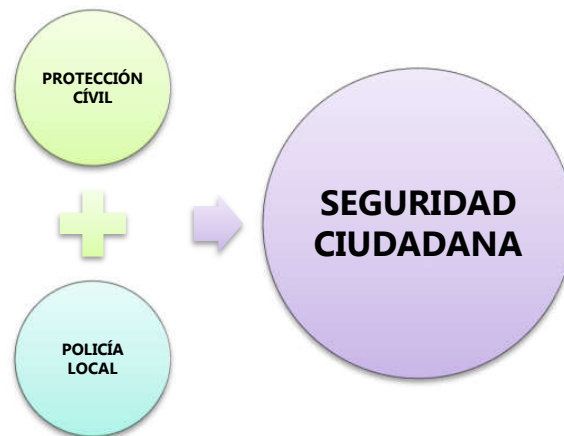 PROTECCIÓN
CÍVIL
POLICÍA
LOCAL
SEGURIDAD
CIUDADANA